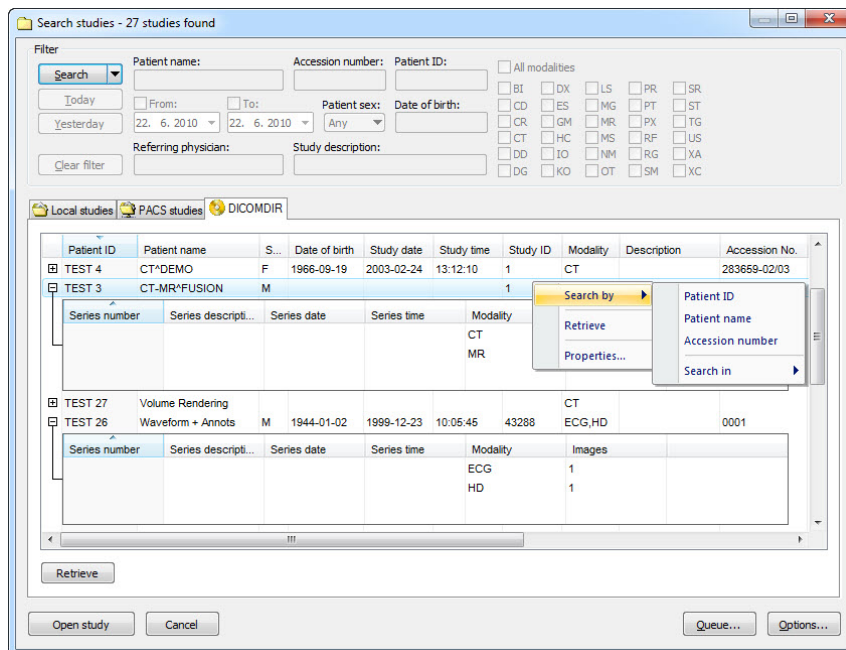 Search studies - 27 studies found
Filter
Search
Patient name:
Accession number:
Patient ID:
All modalities
Today
From:
To:
Patient sex:
Date of birth:
Yesterday
22. 6. 2010
22. 6. 2010
Any
Referring physician:
Study description:
Clear filter
BI DX LS PR SR
CD ES MG PT ST
CR GM MR PX TG
CT HC MS RF US
DD IO NM RG XA
DG KO OT SM XC
Local studies PACS studies DICOMDIR
Patient ID Patient name S... Date of birth Study date Study time Study ID Modality Description Accession No.
TEST 4 CT^DEMO F 1966-09-19 2003-02-24 13:12:10 1 CT 283659-02/03
TEST 3 CT-MR^FUSION M 1
Series number Series descripti... Series date Series time Modality
CT
MR
Search by
Retrieve
Properties...
Patient ID
Patient name
Accession number
Search in
TEST 27 Volume Rendering CT
TEST 26 Waveform + Annots M 1944-01-02 1999-12-23 10:05:45 43288 ECG,HD 0001
Series number Series descripti... Series date Series time Modality Images
ECG 1
HD 1
Retrieve
Open study Cancel Queue... Options...